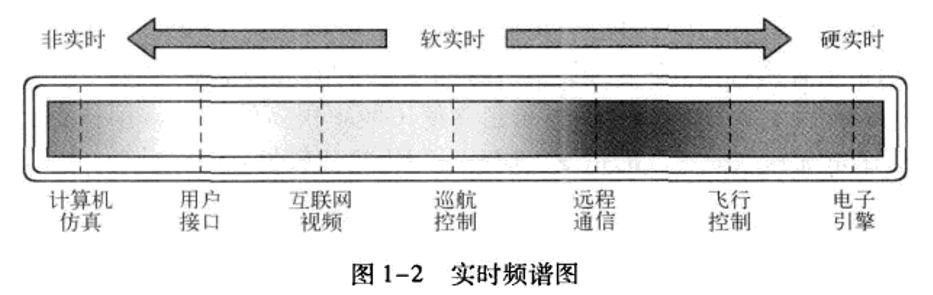 非实时 软实时 硬实时
计算机 用户 互联网 巡航 远程 飞行 电子
仿真 接口 视频 控制 通信 控制 引擎
图 1-2 实时频谱图